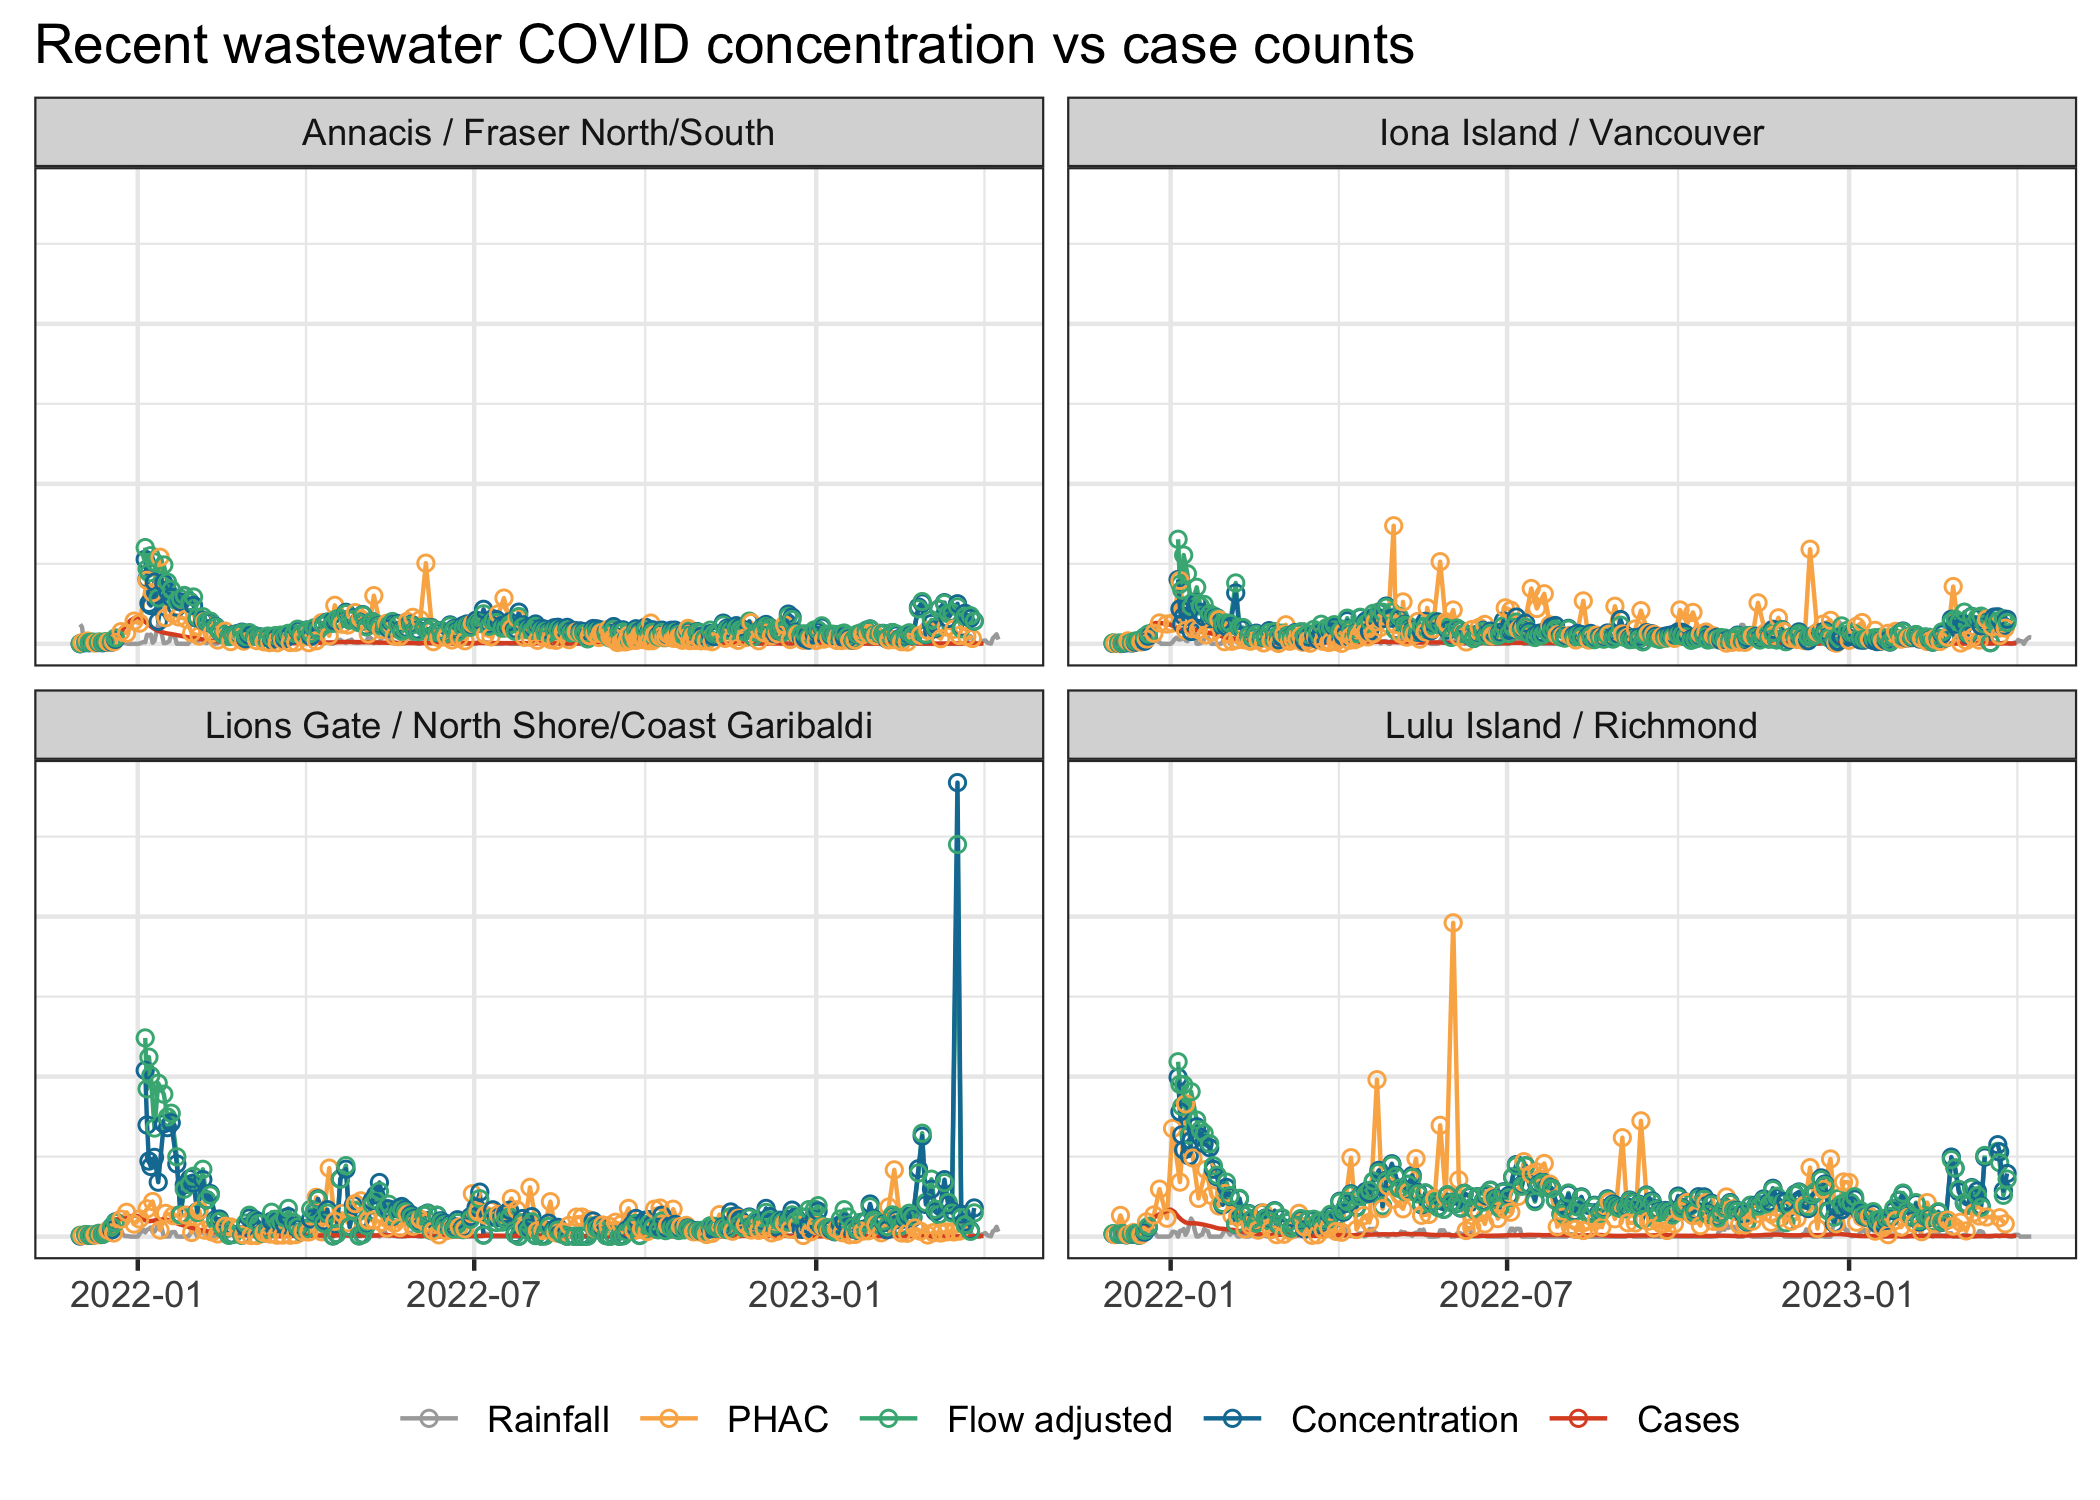 Recent wastewater COVID concentration vs case counts
Annacis / Fraser North/South
Iona Island / Vancouver
Lions Gate / North Shore/Coast Garibaldi
Lulu Island / Richmond
2022-01 2022-07 2023-01 2022-01 2022-07 2023-01
Rainfall PHAC Flow adjusted Concentration Cases